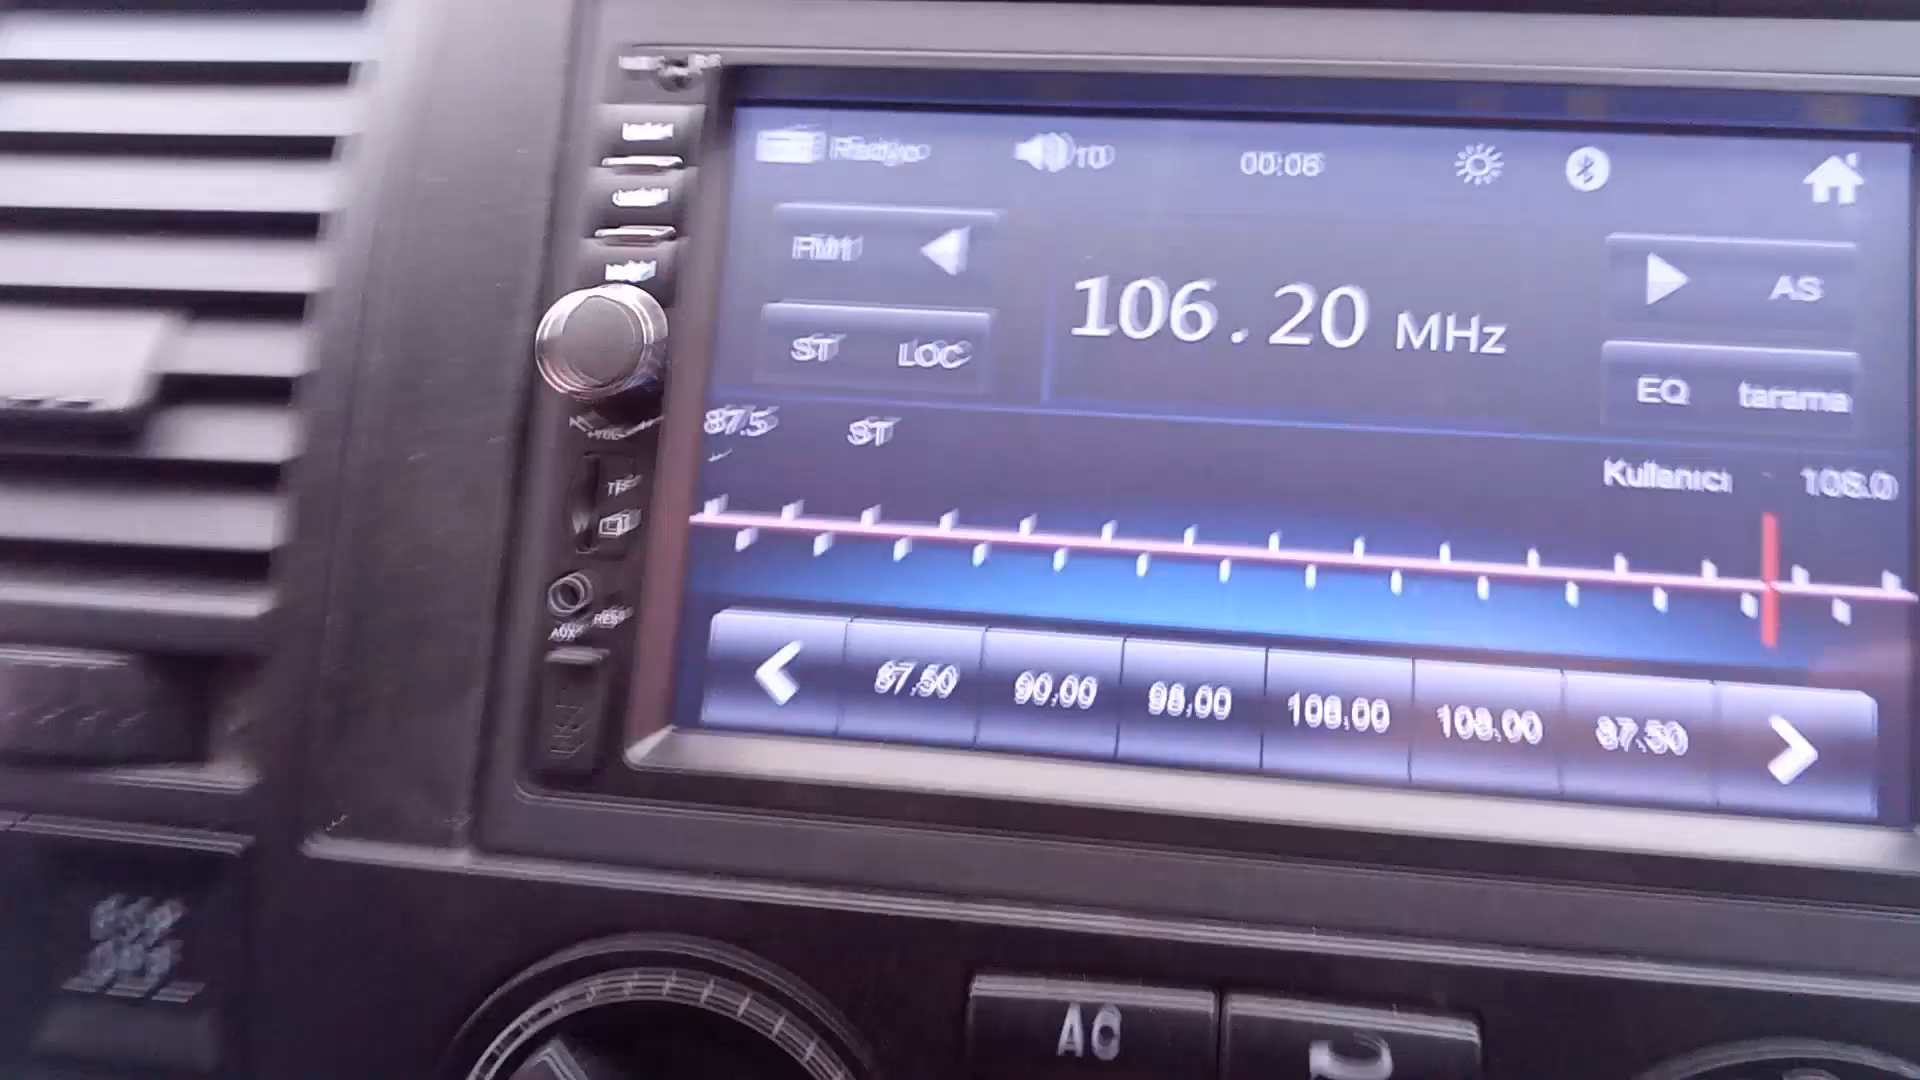 Radyo 10 00:06
FM1 AS
106.20 MHz
ST LOC
EQ tarama
87.5 ST
Kullanıcı 108.0
87.50 90.00 98.00 106.00 108.00 87.50
AUX RES
AC